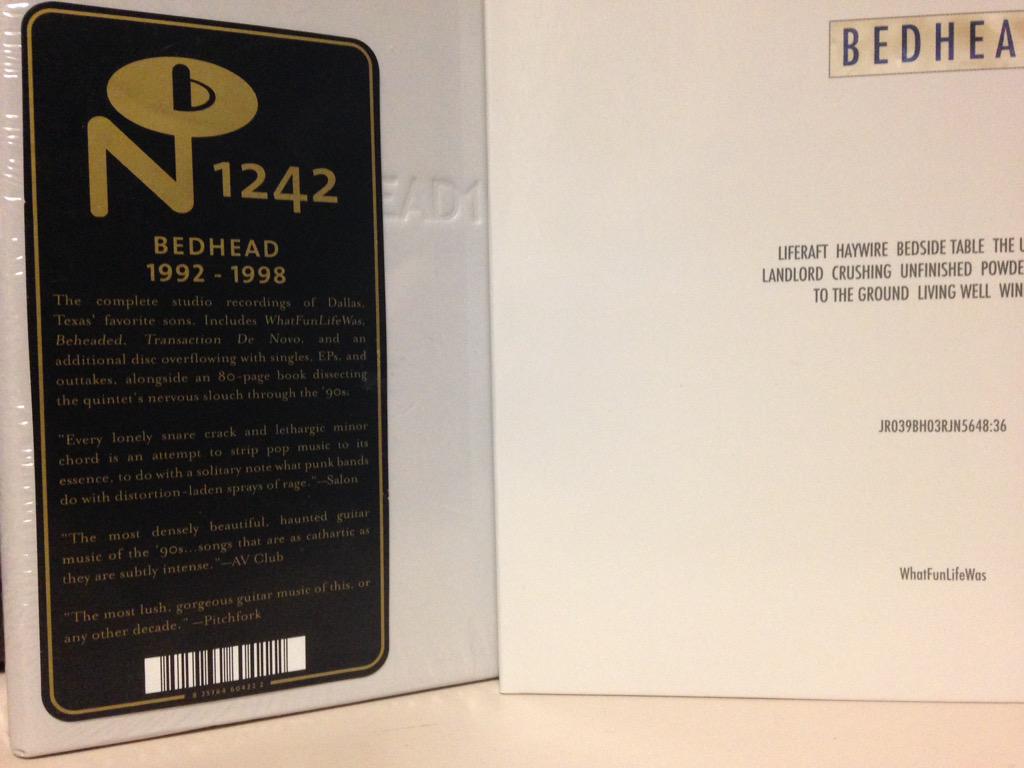 b
N 1242
BEDHEAD
1992 - 1998
The complete studio recordings of Dallas,
Texas' favorite sons. Includes WhatFunLifeWas,
Beheaded, Transaction De Novo, and an
additional disc overflowing with singles, EPs, and
outtakes, alongside an 80-page book dissecting
the quintet's nervous slouch through the '90s.
"Every lonely snare crack and lethargic minor
chord is an attempt to strip pop music to its
essence, to do with a solitary note what punk bands
do with distortion-laden sprays of rage."—Salon
"The most densely beautiful, haunted guitar
music of the '90s...songs that are as cathartic as
they are subtly intense."—AV Club
"The most lush, gorgeous guitar music of this, or
any other decade." —Pitchfork
EAD1
BEDHEA
LIFERAFT HAYWIRE BEDSIDE TABLE THE U
LANDLORD CRUSHING UNFINISHED POWDE
TO THE GROUND LIVING WELL WIN
JR039BH03RJN5648:36
WhatFunLifeWas